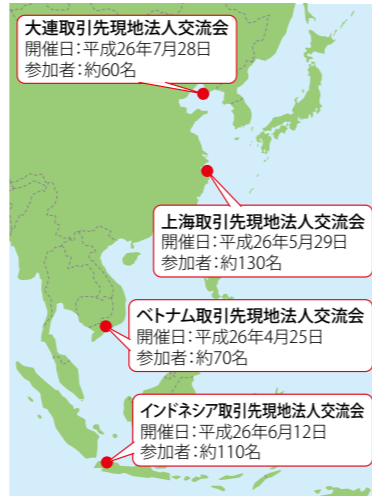 大連取引先現地法人交流会
開催日：平成26年7月28日
参加者：約60名
上海取引先現地法人交流会
開催日：平成26年5月29日
参加者：約130名
ベトナム取引先現地法人交流会
開催日：平成26年4月25日
参加者：約70名
インドネシア取引先現地法人交流会
開催日：平成26年6月12日
参加者：約110名